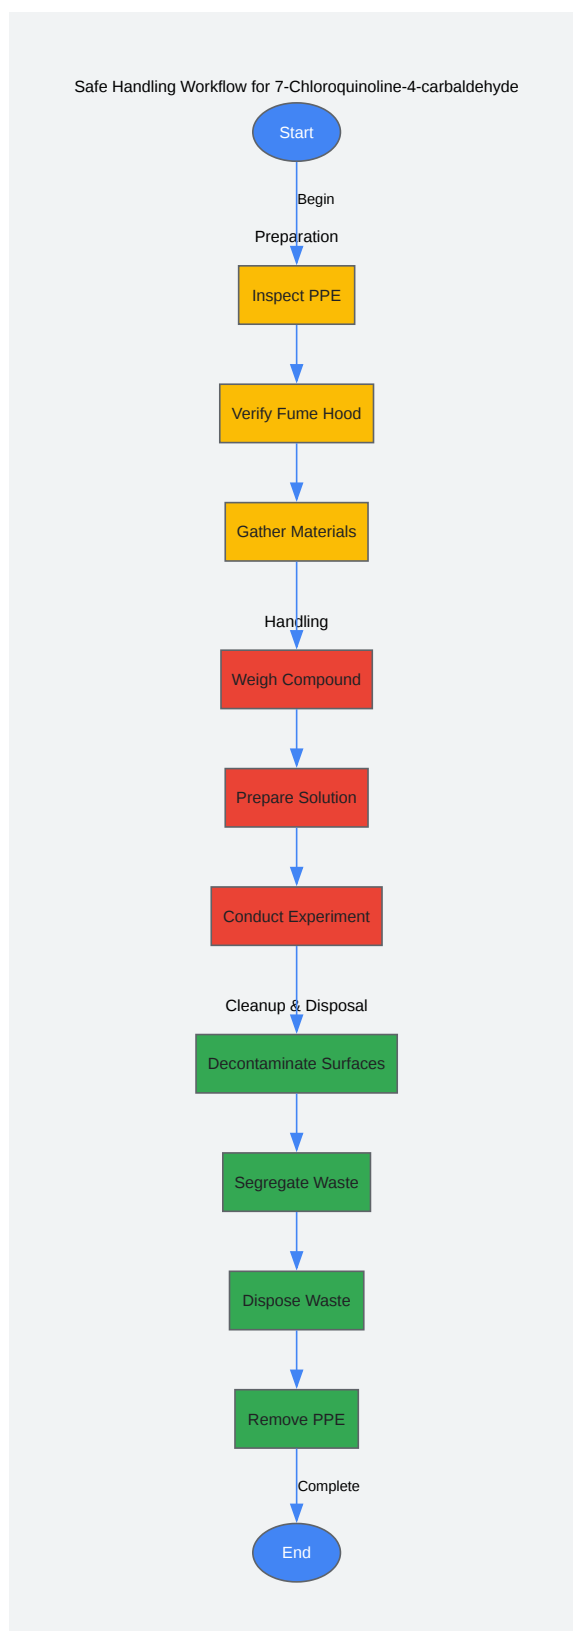 Safe Handling Workflow for 7-Chloroquinoline-4-carbaldehyde
Start
Begin
Preparation
Inspect PPE
Verify Fume Hood
Gather Materials
Handling
Weigh Compound
Prepare Solution
Conduct Experiment
Cleanup & Disposal
Decontaminate Surfaces
Segregate Waste
Dispose Waste
Remove PPE
Complete
End